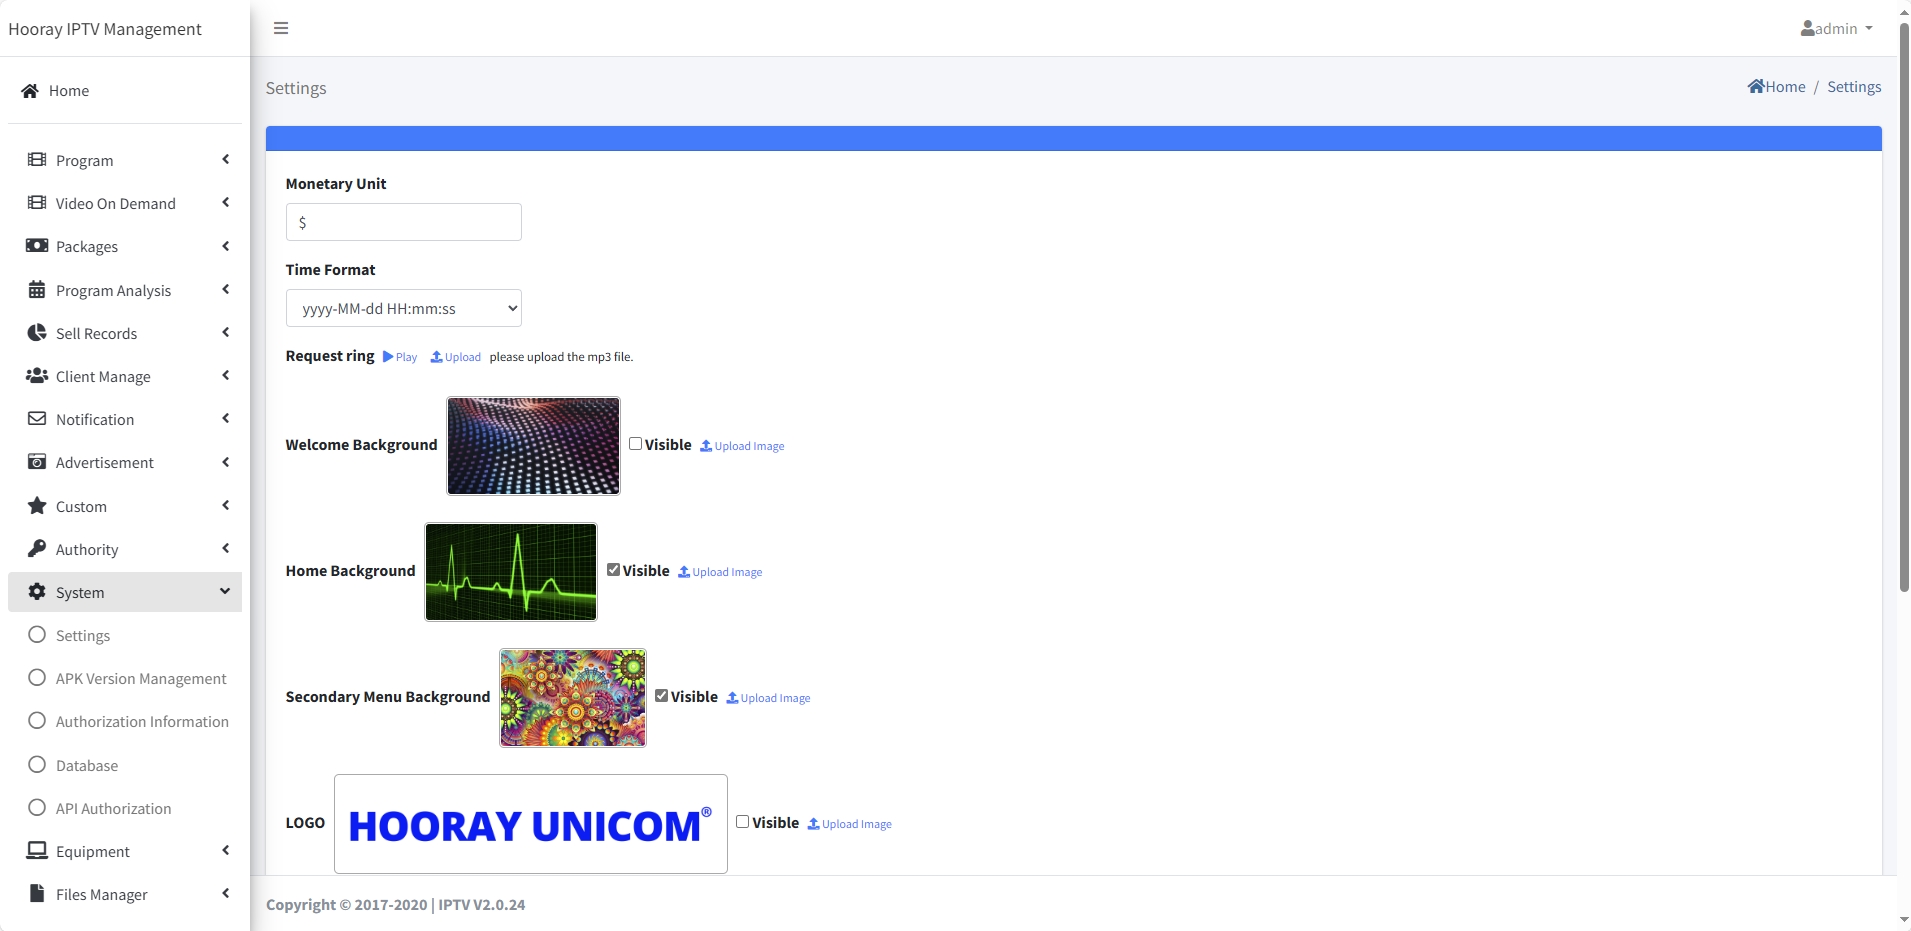 Hooray IPTV Management
admin
Home
Settings
Home / Settings
Program
Video On Demand
Packages
Program Analysis
Sell Records
Client Manage
Notification
Advertisement
Custom
Authority
System
Settings
APK Version Management
Authorization Information
Database
API Authorization
Equipment
Files Manager
Monetary Unit
$
Time Format
yyyy-MM-dd HH:mm:ss
Request ring Play Upload please upload the mp3 file.
Welcome Background Visible Upload Image
Home Background Visible Upload Image
Secondary Menu Background Visible Upload Image
LOGO HOORAY UNICOM® Visible Upload Image
Copyright © 2017-2020 | IPTV V2.0.24